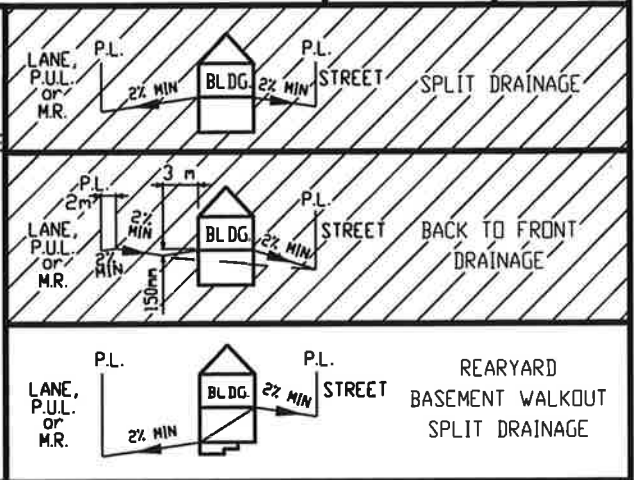 P.L.
P.L.
LANE,
P.U.L.
or
M.R.
2% MIN
BLDG.
2% MIN
STREET
SPLIT DRAINAGE
3 m
P.L.
2m
P.L.
LANE,
P.U.L.
or
M.R.
2%
MIN
2%
MIN
BLDG.
2% MIN
STREET
BACK TO FRONT
DRAINAGE
150mm
P.L.
P.L.
LANE,
P.U.L.
or
M.R.
2% MIN
BLDG.
2% MIN
STREET
REARYARD
BASEMENT WALKOUT
SPLIT DRAINAGE